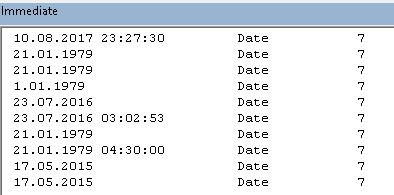 Immediate
10.08.2017 23:27:30 Date 7
21.01.1979 Date 7
21.01.1979 Date 7
1.01.1979 Date 7
23.07.2016 Date 7
23.07.2016 03:02:53 Date 7
21.01.1979 Date 7
21.01.1979 04:30:00 Date 7
17.05.2015 Date 7
17.05.2015 Date 7